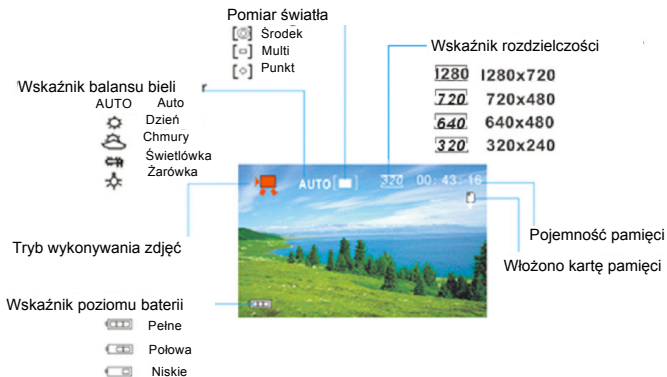 Pomiar światła
Środek
Multi
Punkt
Wskaźnik rozdzielczości
1280 1280x720
720 720x480
640 640x480
320 320x240
Wskaźnik balansu bieli
AUTO Auto
Dzień
Chmury
Świetlówka
Żarówka
AUTO 320 00:43:16
Tryb wykonywania zdjęć
Pojemność pamięci
Włożono kartę pamięci
Wskaźnik poziomu baterii
Pełne
Połowa
Niskie